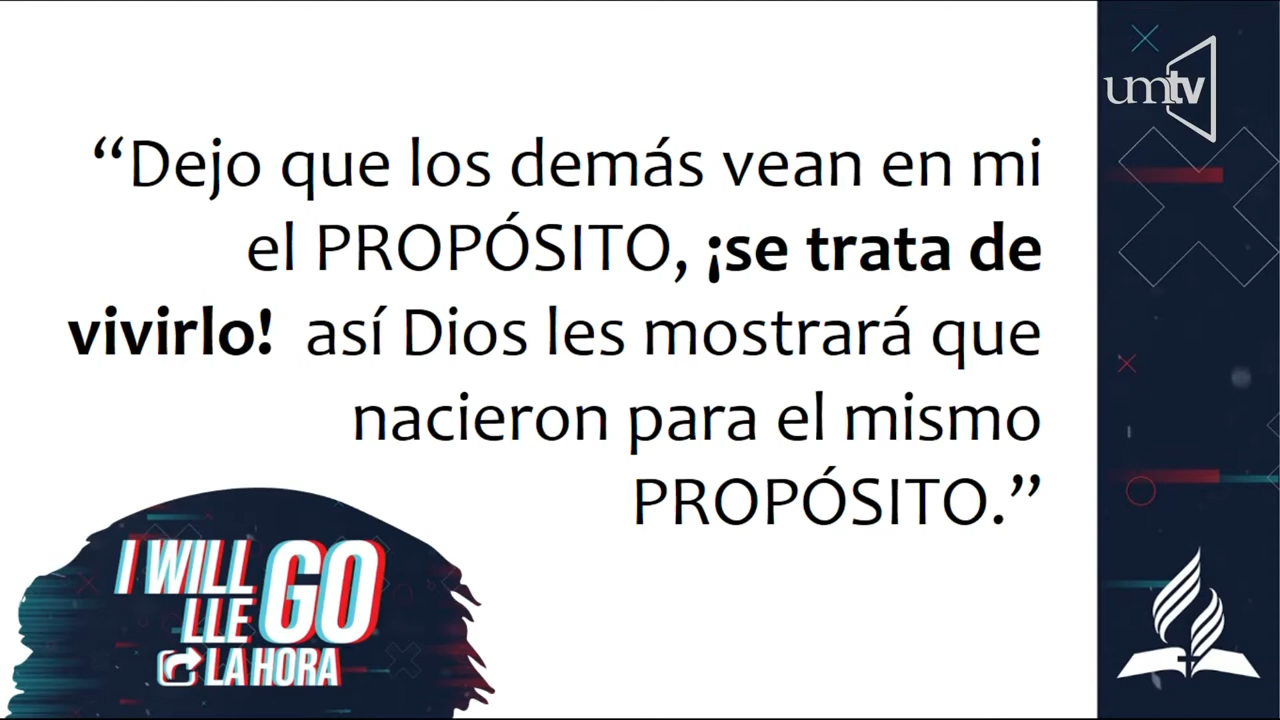 umtv
“Dejo que los demás vean en mi
el PROPÓSITO, ¡se trata de
vivirlo!  así Dios les mostrará que
nacieron para el mismo
PROPÓSITO.”
I WILL GO
LLE
LA HORA